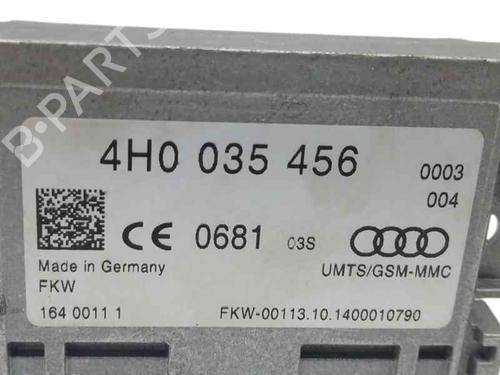 B-PARTS
4H0 035 456
0003
004
CE 0681 03S
Made in Germany
UMTS/GSM-MMC
FKW
164 0011 1
FKW-00113.10.1400010790